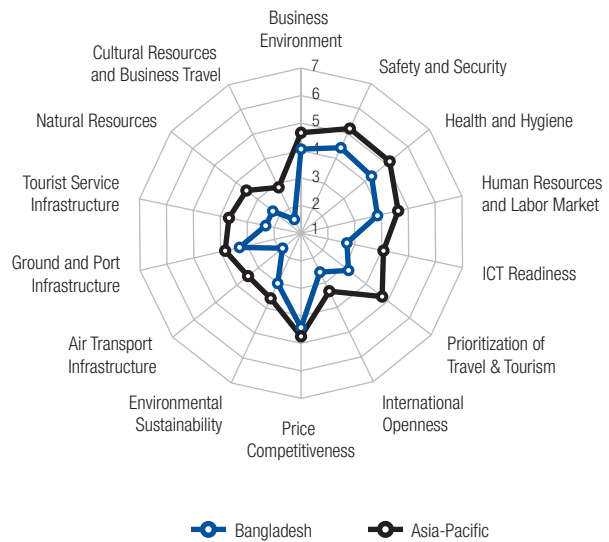 Business
Environment
Safety and Security
Health and Hygiene
Human Resources
and Labor Market
ICT Readiness
Prioritization of
Travel & Tourism
International
Openness
Price
Competitiveness
Environmental
Sustainability
Air Transport
Infrastructure
Ground and Port
Infrastructure
Tourist Service
Infrastructure
Natural Resources
Cultural Resources
and Business Travel
7
6
5
4
3
2
1
Bangladesh
Asia-Pacific